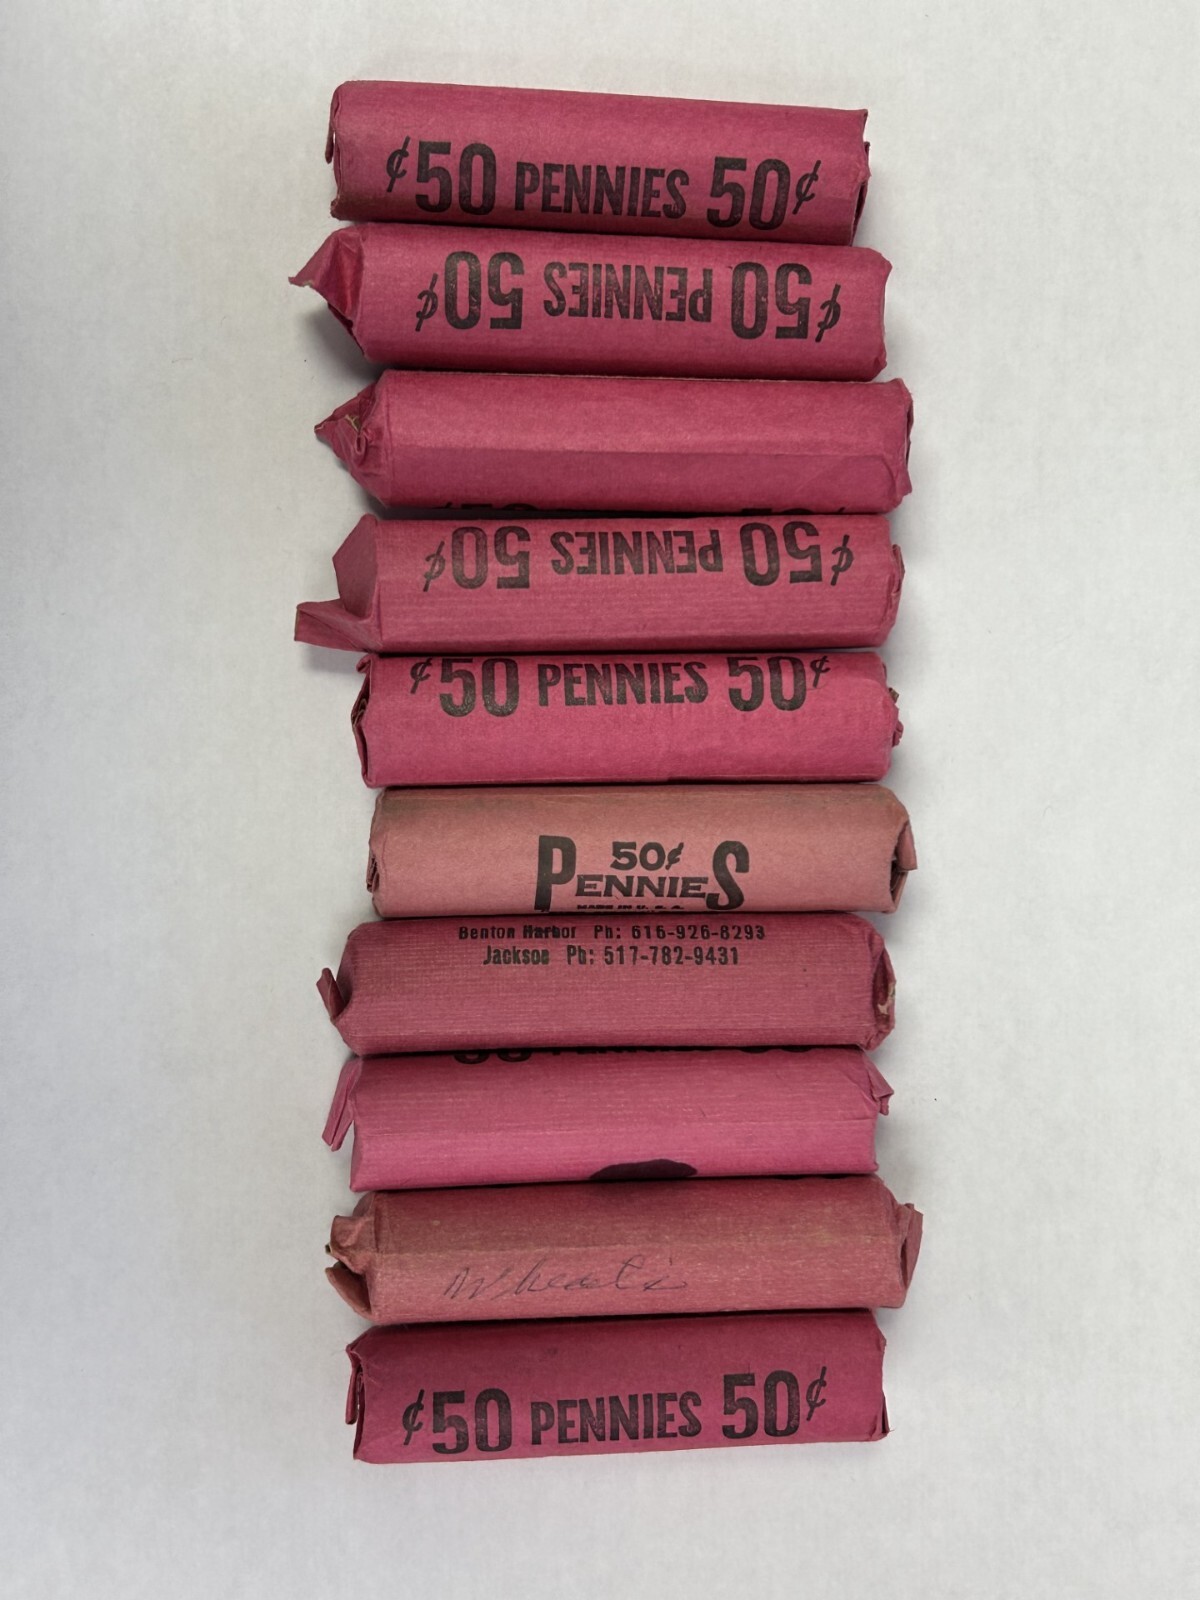 ¢50 PENNIES 50¢
¢50 PENNIES 50¢
¢50 PENNIES 50¢
¢50 PENNIES 50¢
50¢
PENNIES
Benton Harbor Ph: 616-926-8293
Jackson Ph: 517-782-9431
Wheats
¢50 PENNIES 50¢